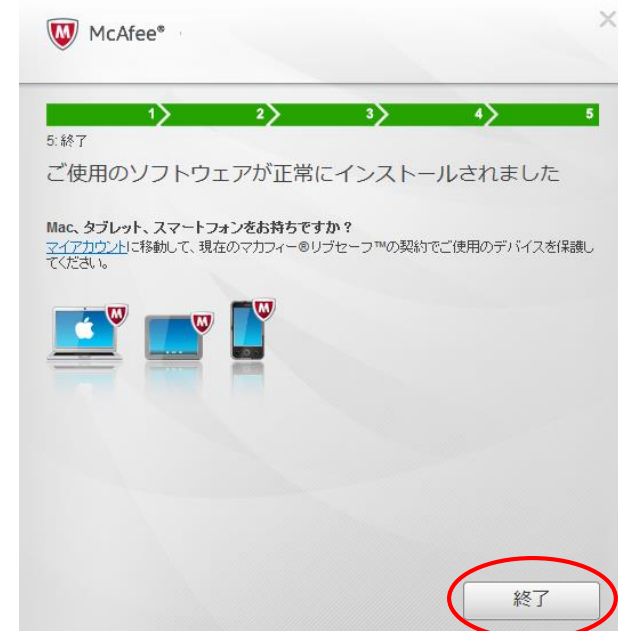 McAfee®
1 2 3 4 5
5: 終了
ご使用のソフトウェアが正常にインストールされました
Mac、タブレット、スマートフォンをお持ちですか？
マイアカウントに移動して、現在のマカフィー®リブセーフ™の契約でご使用のデバイスを保護し
てください。
終了